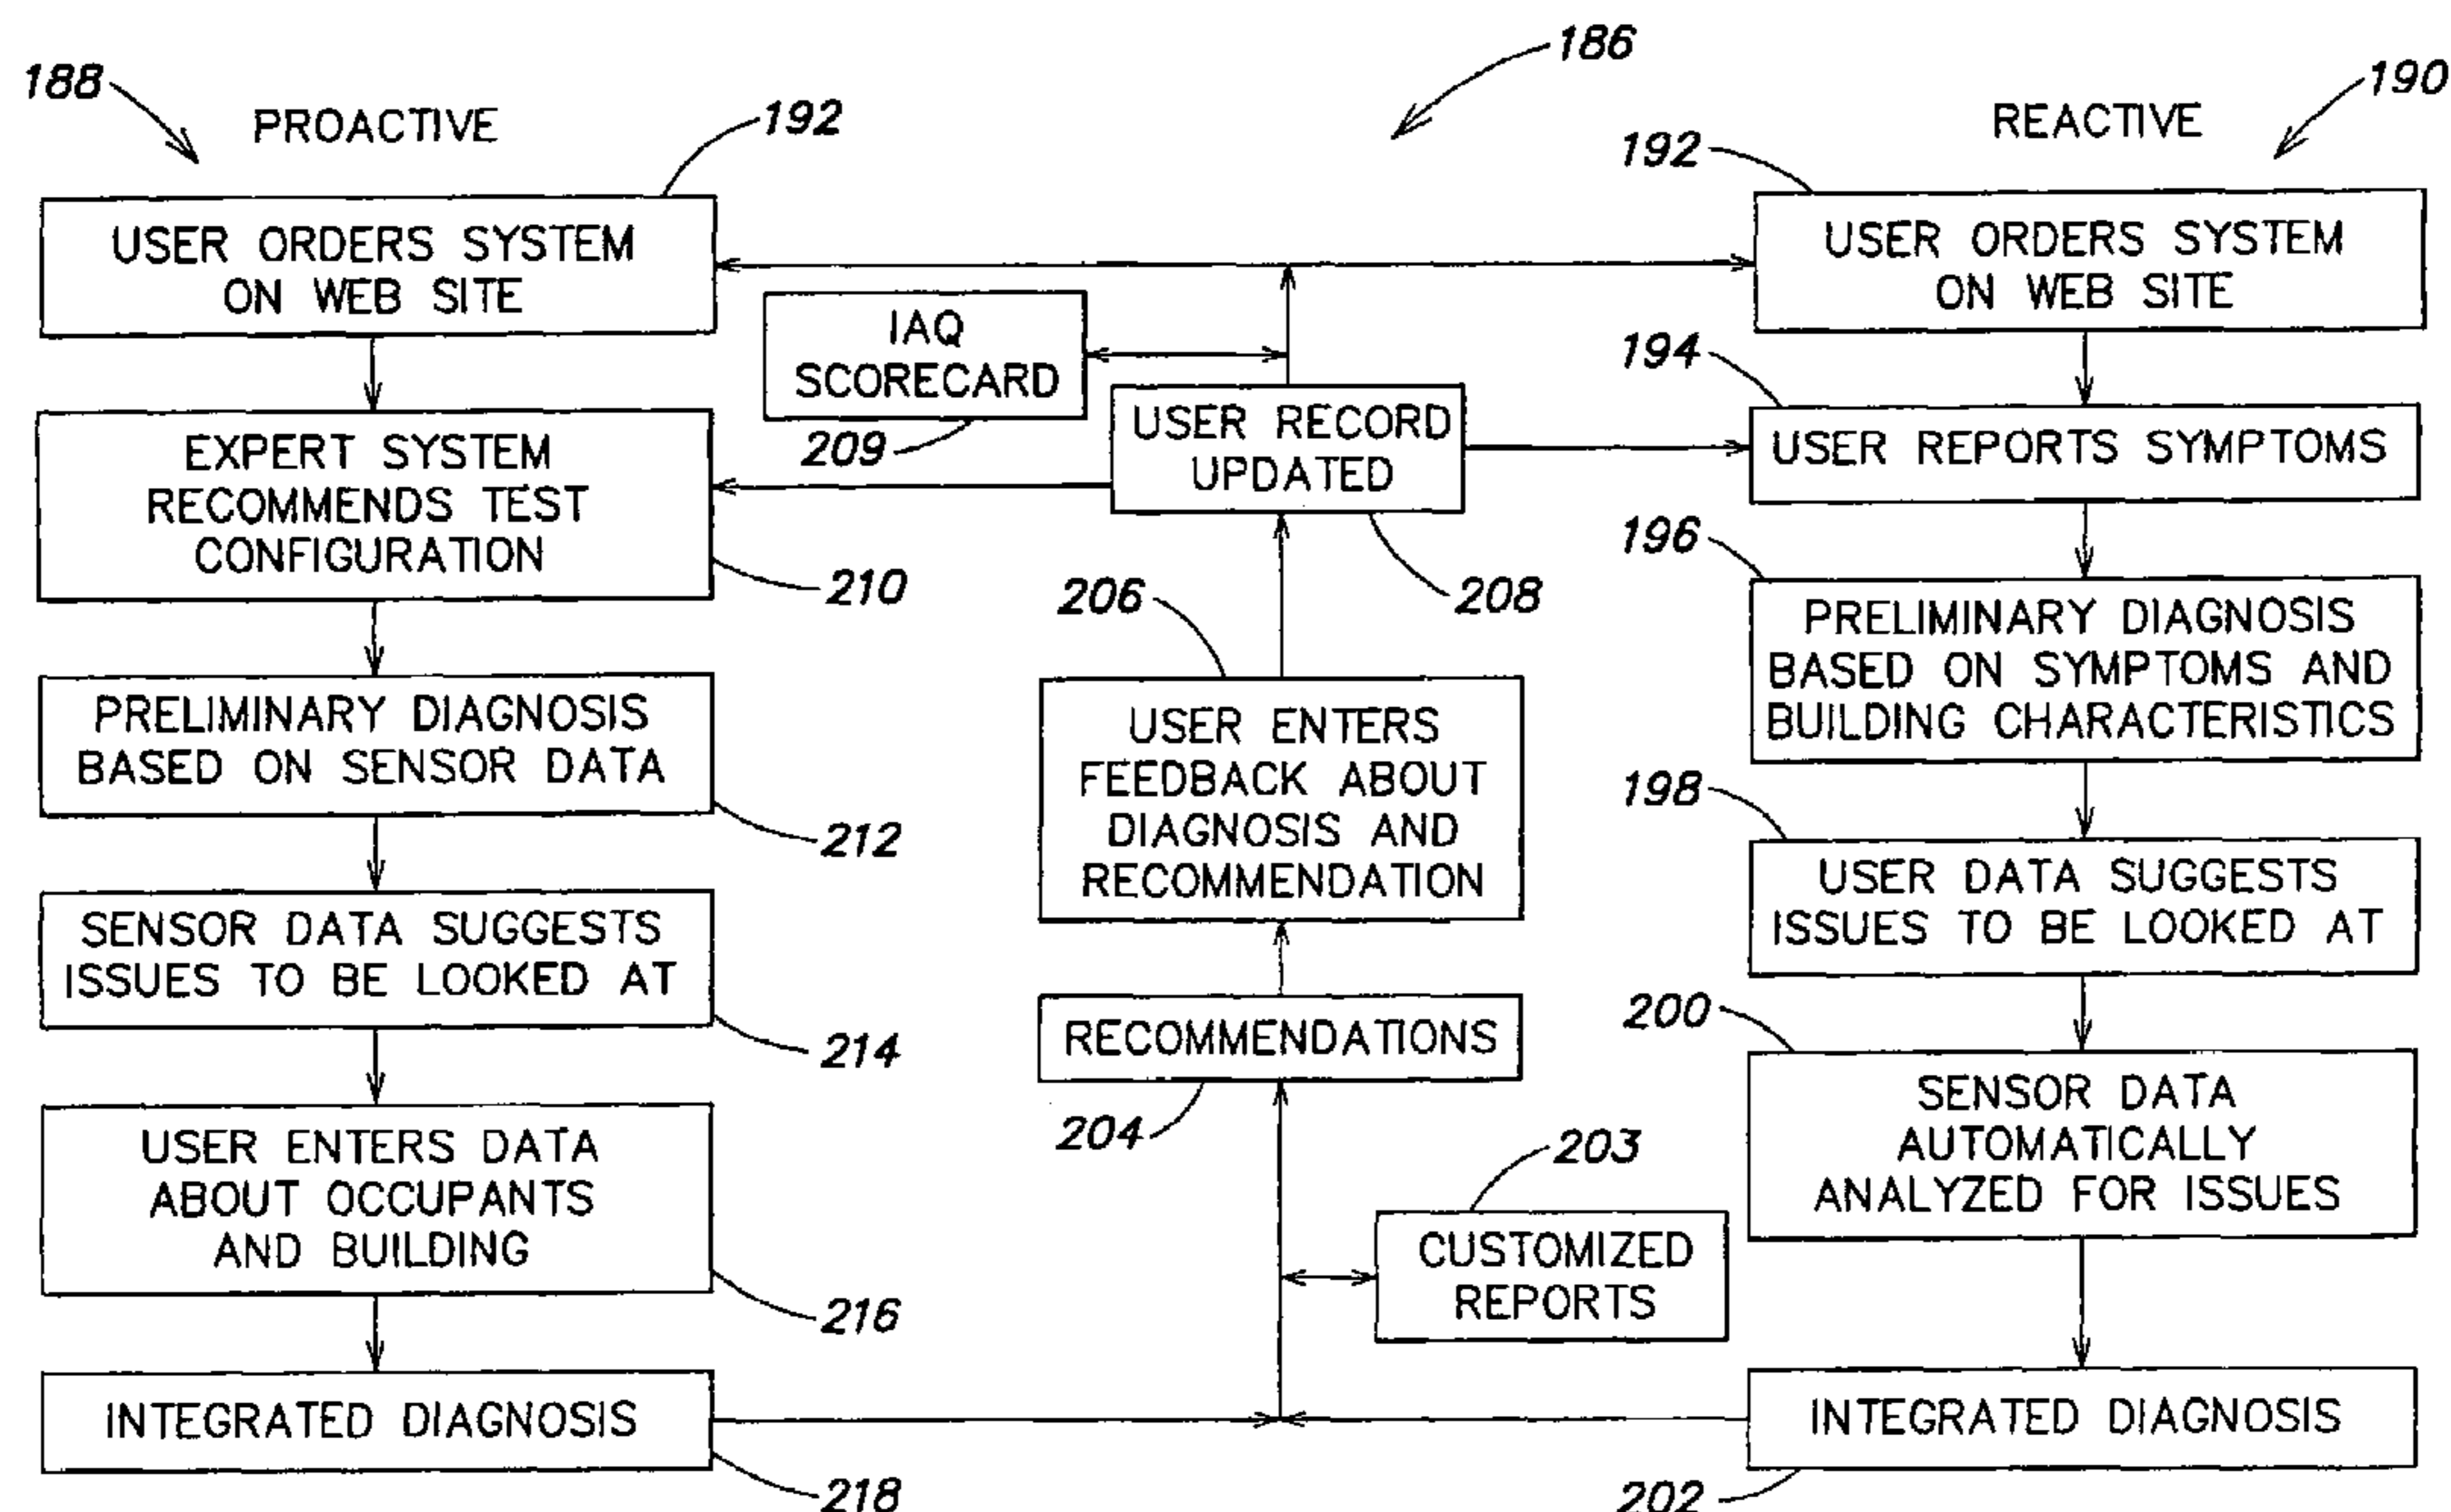 186
188
PROACTIVE
192
USER ORDERS SYSTEM
ON WEB SITE
EXPERT SYSTEM
RECOMMENDS TEST
CONFIGURATION
210
PRELIMINARY DIAGNOSIS
BASED ON SENSOR DATA
212
SENSOR DATA SUGGESTS
ISSUES TO BE LOOKED AT
214
USER ENTERS DATA
ABOUT OCCUPANTS
AND BUILDING
216
INTEGRATED DIAGNOSIS
218
IAQ
SCORECARD
209
USER RECORD
UPDATED
208
206
USER ENTERS
FEEDBACK ABOUT
DIAGNOSIS AND
RECOMMENDATION
RECOMMENDATIONS
204
203
CUSTOMIZED
REPORTS
190
REACTIVE
192
USER ORDERS SYSTEM
ON WEB SITE
194
USER REPORTS SYMPTOMS
196
PRELIMINARY DIAGNOSIS
BASED ON SYMPTOMS AND
BUILDING CHARACTERISTICS
198
USER DATA SUGGESTS
ISSUES TO BE LOOKED AT
200
SENSOR DATA
AUTOMATICALLY
ANALYZED FOR ISSUES
INTEGRATED DIAGNOSIS
202